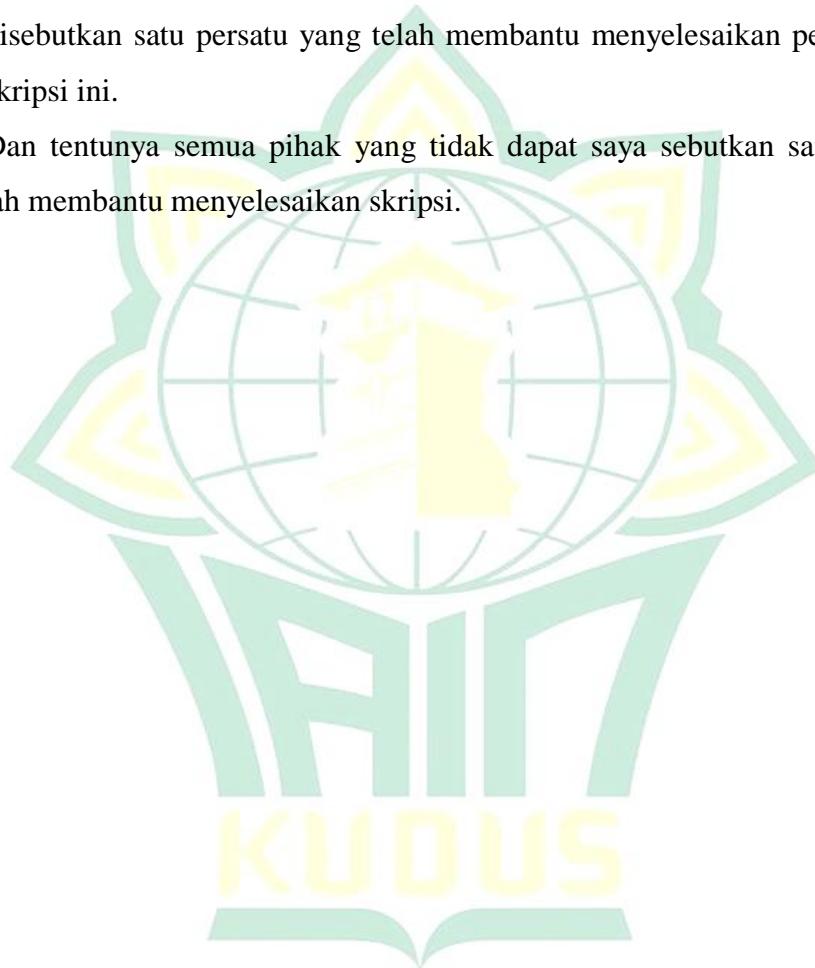 isebutkan satu persatu yang telah membantu menyelesaikan pe
kripsi ini.
Dan tentunya semua pihak yang tidak dapat saya sebutkan sa
ah membantu menyelesaikan skripsi.
IAIN
KUDUS